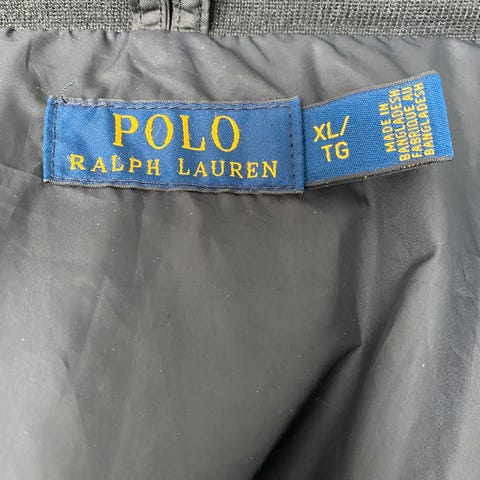 POLO
RALPH LAUREN
XL/
TG
MADE IN
BANGLADESH
FABRIQUÉ AU
BANGLADESH